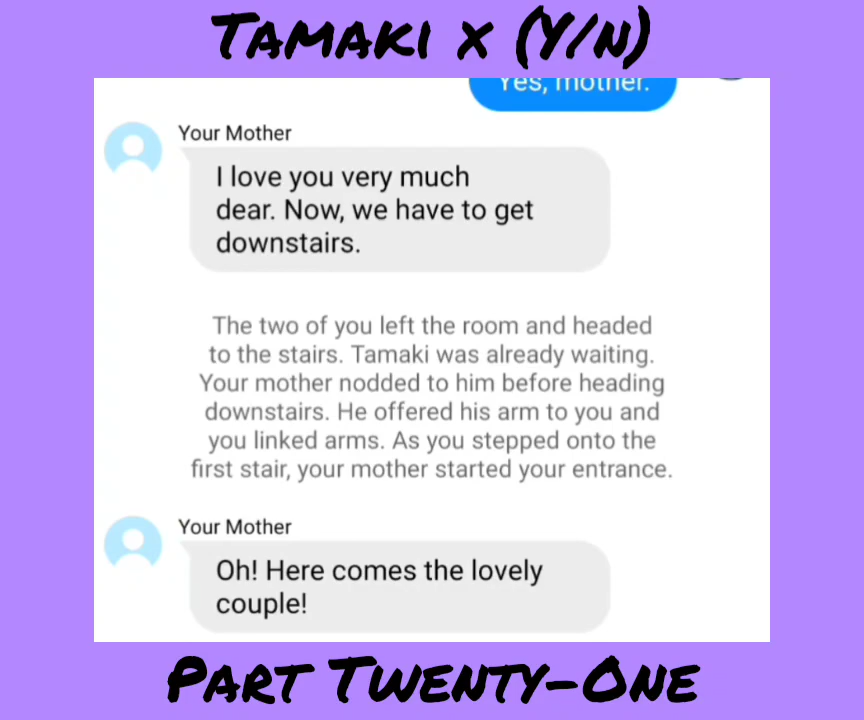 TAMAKI X (Y/N)
Yes, mother.
Your Mother
I love you very much
dear. Now, we have to get
downstairs.
The two of you left the room and headed
to the stairs. Tamaki was already waiting.
Your mother nodded to him before heading
downstairs. He offered his arm to you and
you linked arms. As you stepped onto the
first stair, your mother started your entrance.
Your Mother
Oh! Here comes the lovely
couple!
PART TWENTY-ONE